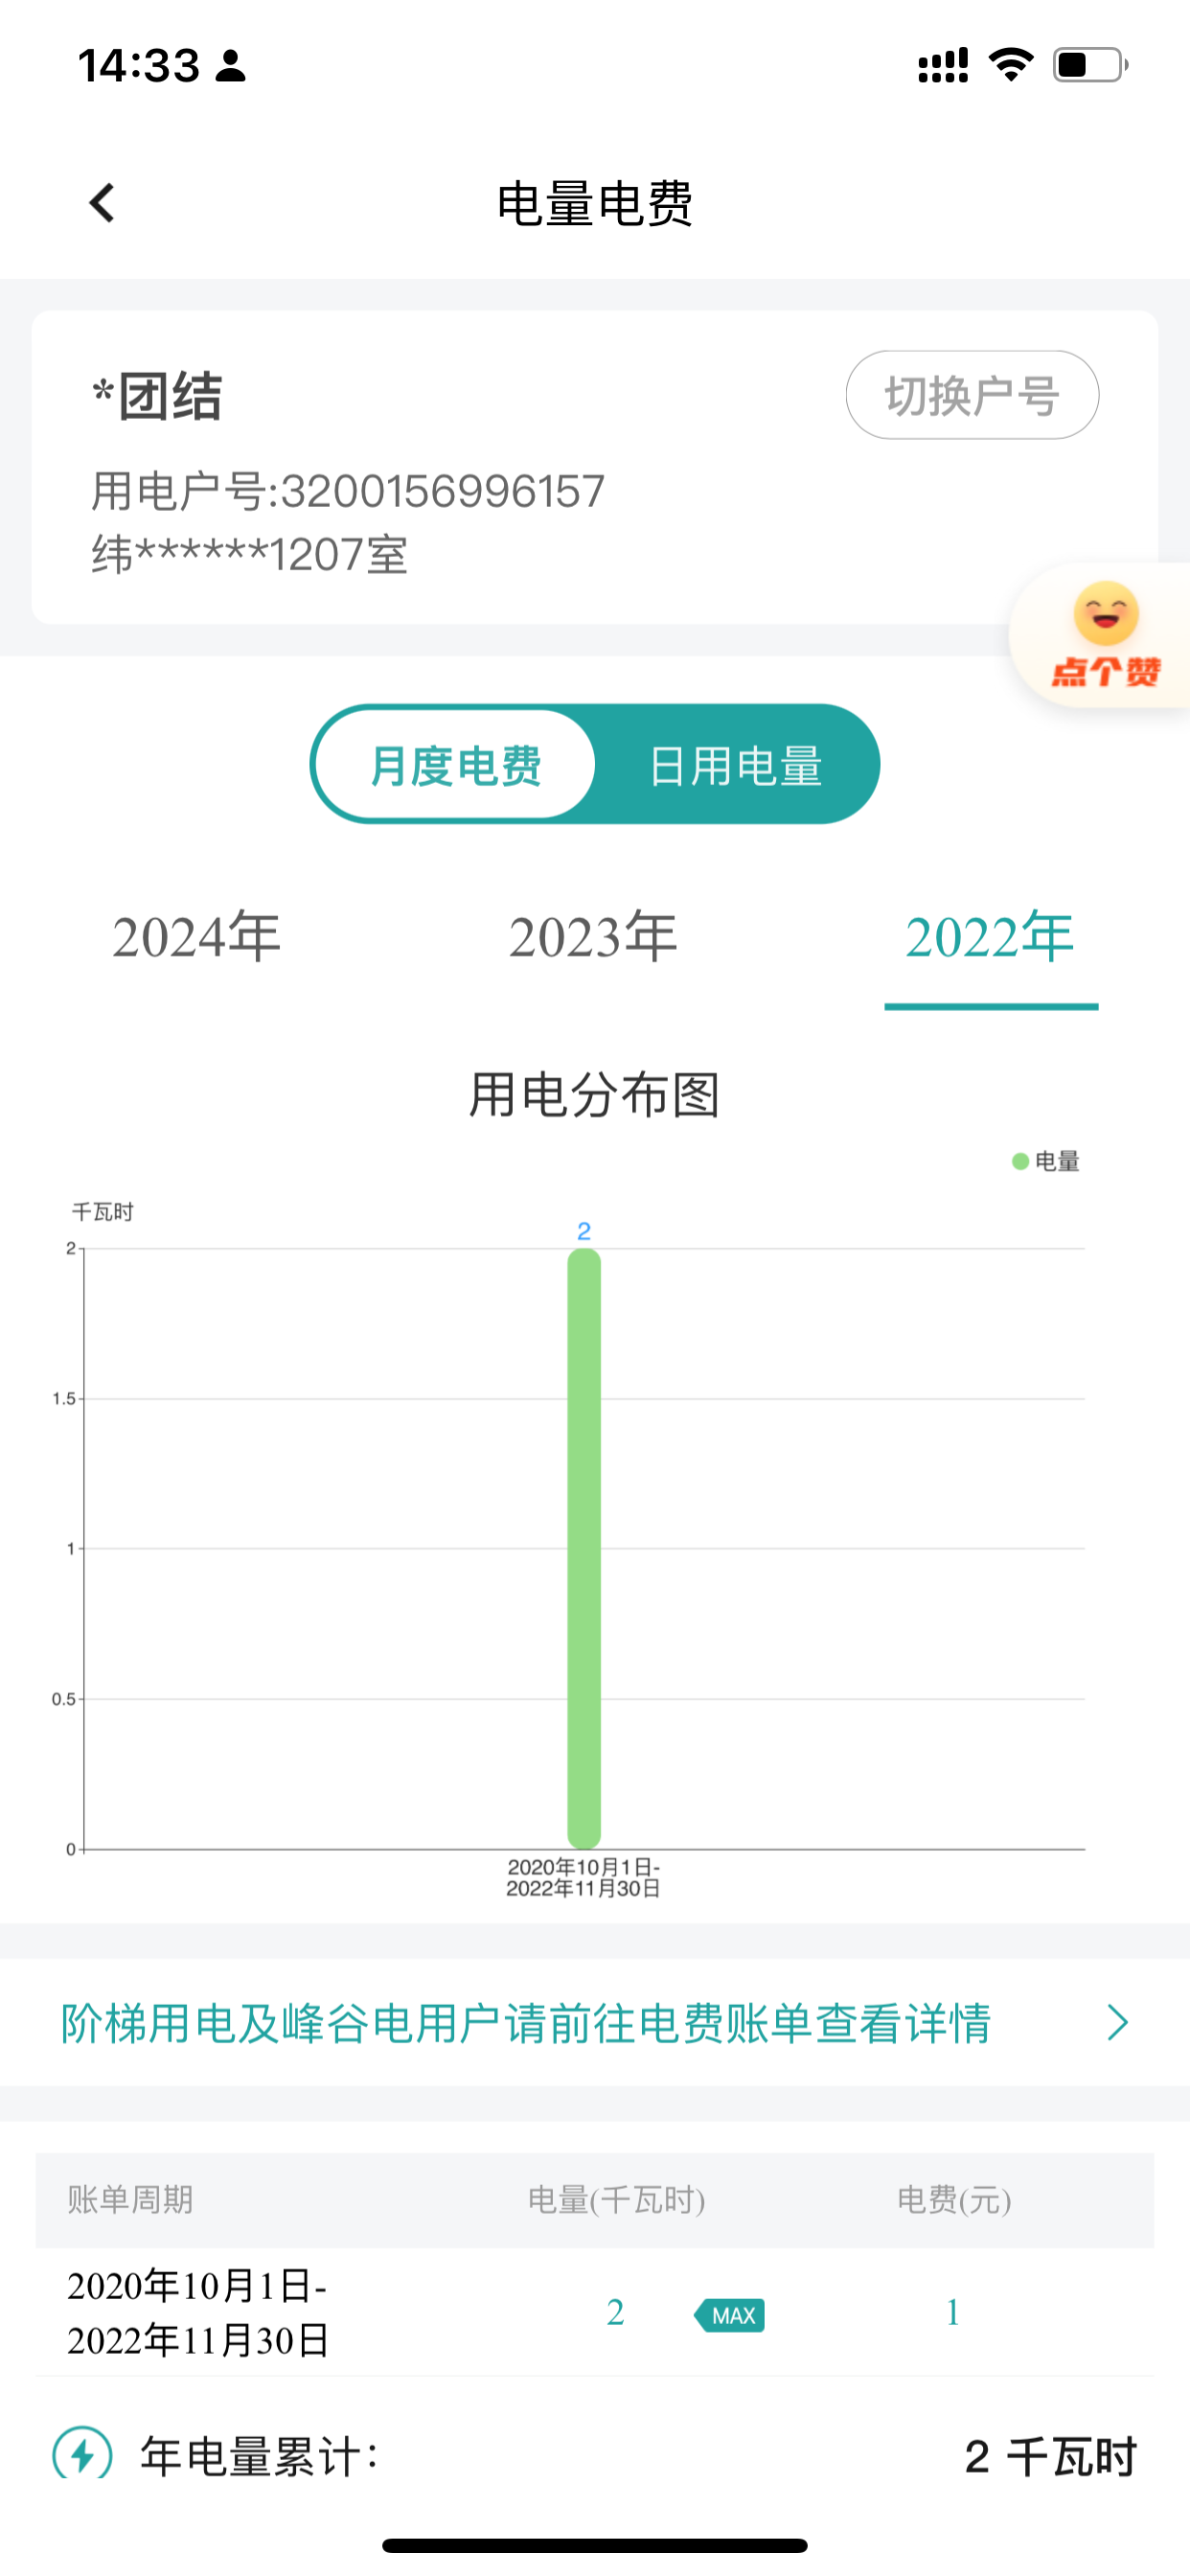 14:33
电量电费
*团结
切换户号
用电户号:3200156996157
纬******1207室
点个赞
月度电费
日用电量
2024年
2023年
2022年
用电分布图
电量
千瓦时
2
2
1.5
1
0.5
0
2020年10月1日-
2022年11月30日
阶梯用电及峰谷电用户请前往电费账单查看详情
账单周期
电量(千瓦时)
电费(元)
2020年10月1日-
2022年11月30日
2
MAX
1
年电量累计:
2 千瓦时